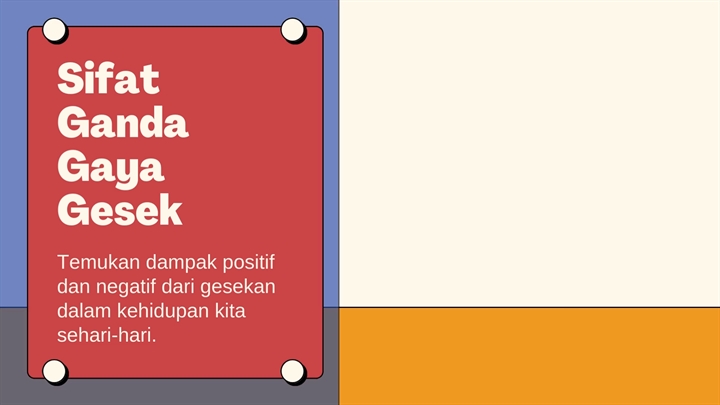 Sifat
Ganda
Gaya
Gesek
Temukan dampak positif
dan negatif dari gesekan
dalam kehidupan kita
sehari-hari.